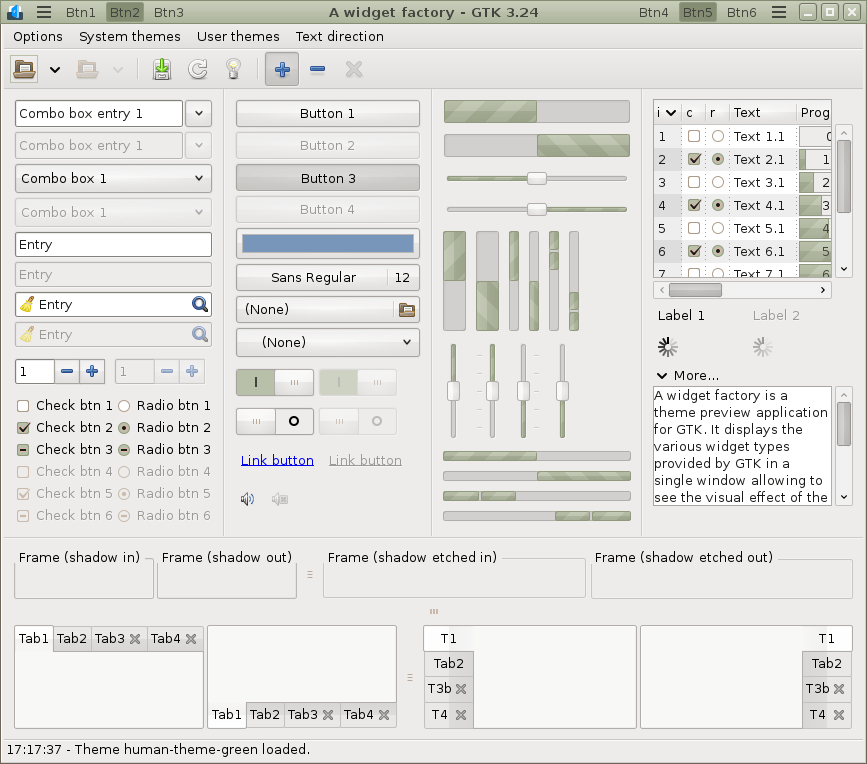 Btn1 Btn2 Btn3 A widget factory - GTK 3.24 Btn4 Btn5 Btn6
Options System themes User themes Text direction
Combo box entry 1
Combo box entry 1
Combo box 1
Combo box 1
Entry
Entry
Entry
Entry
1 1
Check btn 1 Radio btn 1
Check btn 2 Radio btn 2
Check btn 3 Radio btn 3
Check btn 4 Radio btn 4
Check btn 5 Radio btn 5
Check btn 6 Radio btn 6
Button 1
Button 2
Button 3
Button 4
Sans Regular 12
(None)
(None)
Link button Link button
i c r Text Prog
1 Text 1.1 0
2 Text 2.1 1
3 Text 3.1 2
4 Text 4.1 3
5 Text 5.1 4
6 Text 6.1 5
7 Text 7.1 6
Label 1 Label 2
More...
A widget factory is a
theme preview application
for GTK. It displays the
various widget types
provided by GTK in a
single window allowing to
see the visual effect of the
Frame (shadow in) Frame (shadow out) Frame (shadow etched in) Frame (shadow etched out)
Tab1 Tab2 Tab3 Tab4
Tab1 Tab2 Tab3 Tab4
T1
Tab2
T3b
T4
T1
Tab2
T3b
T4
17:17:37 - Theme human-theme-green loaded.